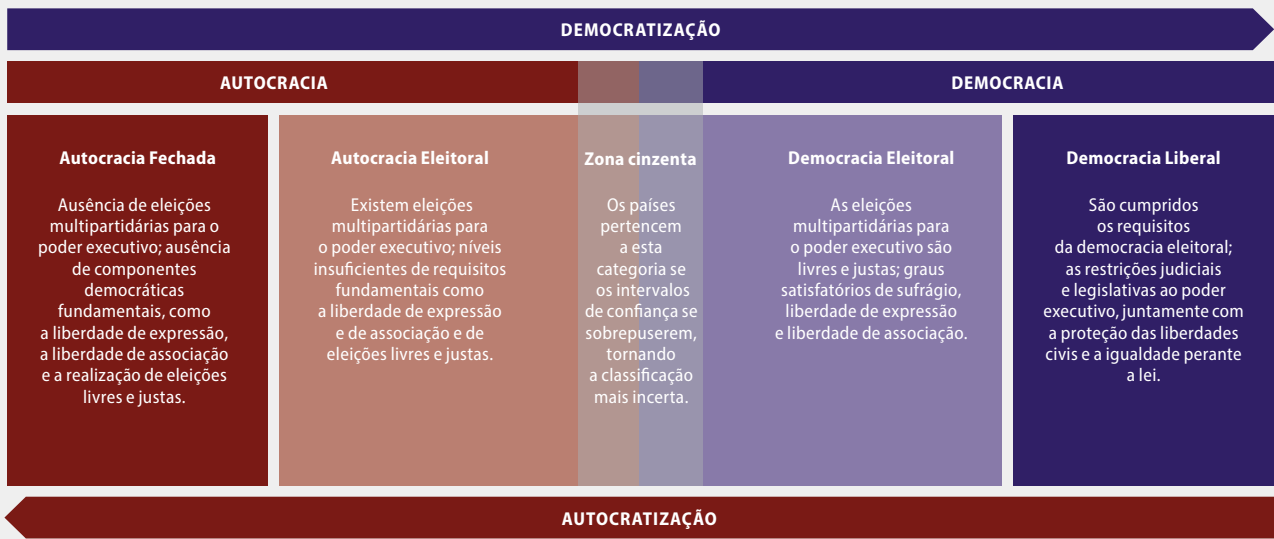 DEMOCRATIZAÇÃO
AUTOCRACIA
DEMOCRACIA
Autocracia Fechada
Ausência de eleições
multipartidárias para o
poder executivo; ausência
de componentes
democráticas
fundamentais, como
a liberdade de expressão,
a liberdade de associação
e a realização de eleições
livres e justas.
Autocracia Eleitoral
Existem eleições
multipartidárias para
o poder executivo; níveis
insuficientes de requisitos
fundamentais como
a liberdade de expressão
e de associação e de
eleições livres e justas.
Zona cinzenta
Os países
pertencem
a esta
categoria se
os intervalos
de confiança se
sobrepuserem,
tornando
a classificação
mais incerta.
Democracia Eleitoral
As eleições
multipartidárias para
o poder executivo são
livres e justas; graus
satisfatórios de sufrágio,
liberdade de expressão
e liberdade de associação.
Democracia Liberal
São cumpridos
os requisitos
da democracia eleitoral;
as restrições judiciais
e legislativas ao poder
executivo, juntamente com
a proteção das liberdades
civis e a igualdade perante
a lei.
AUTOCRATIZAÇÃO